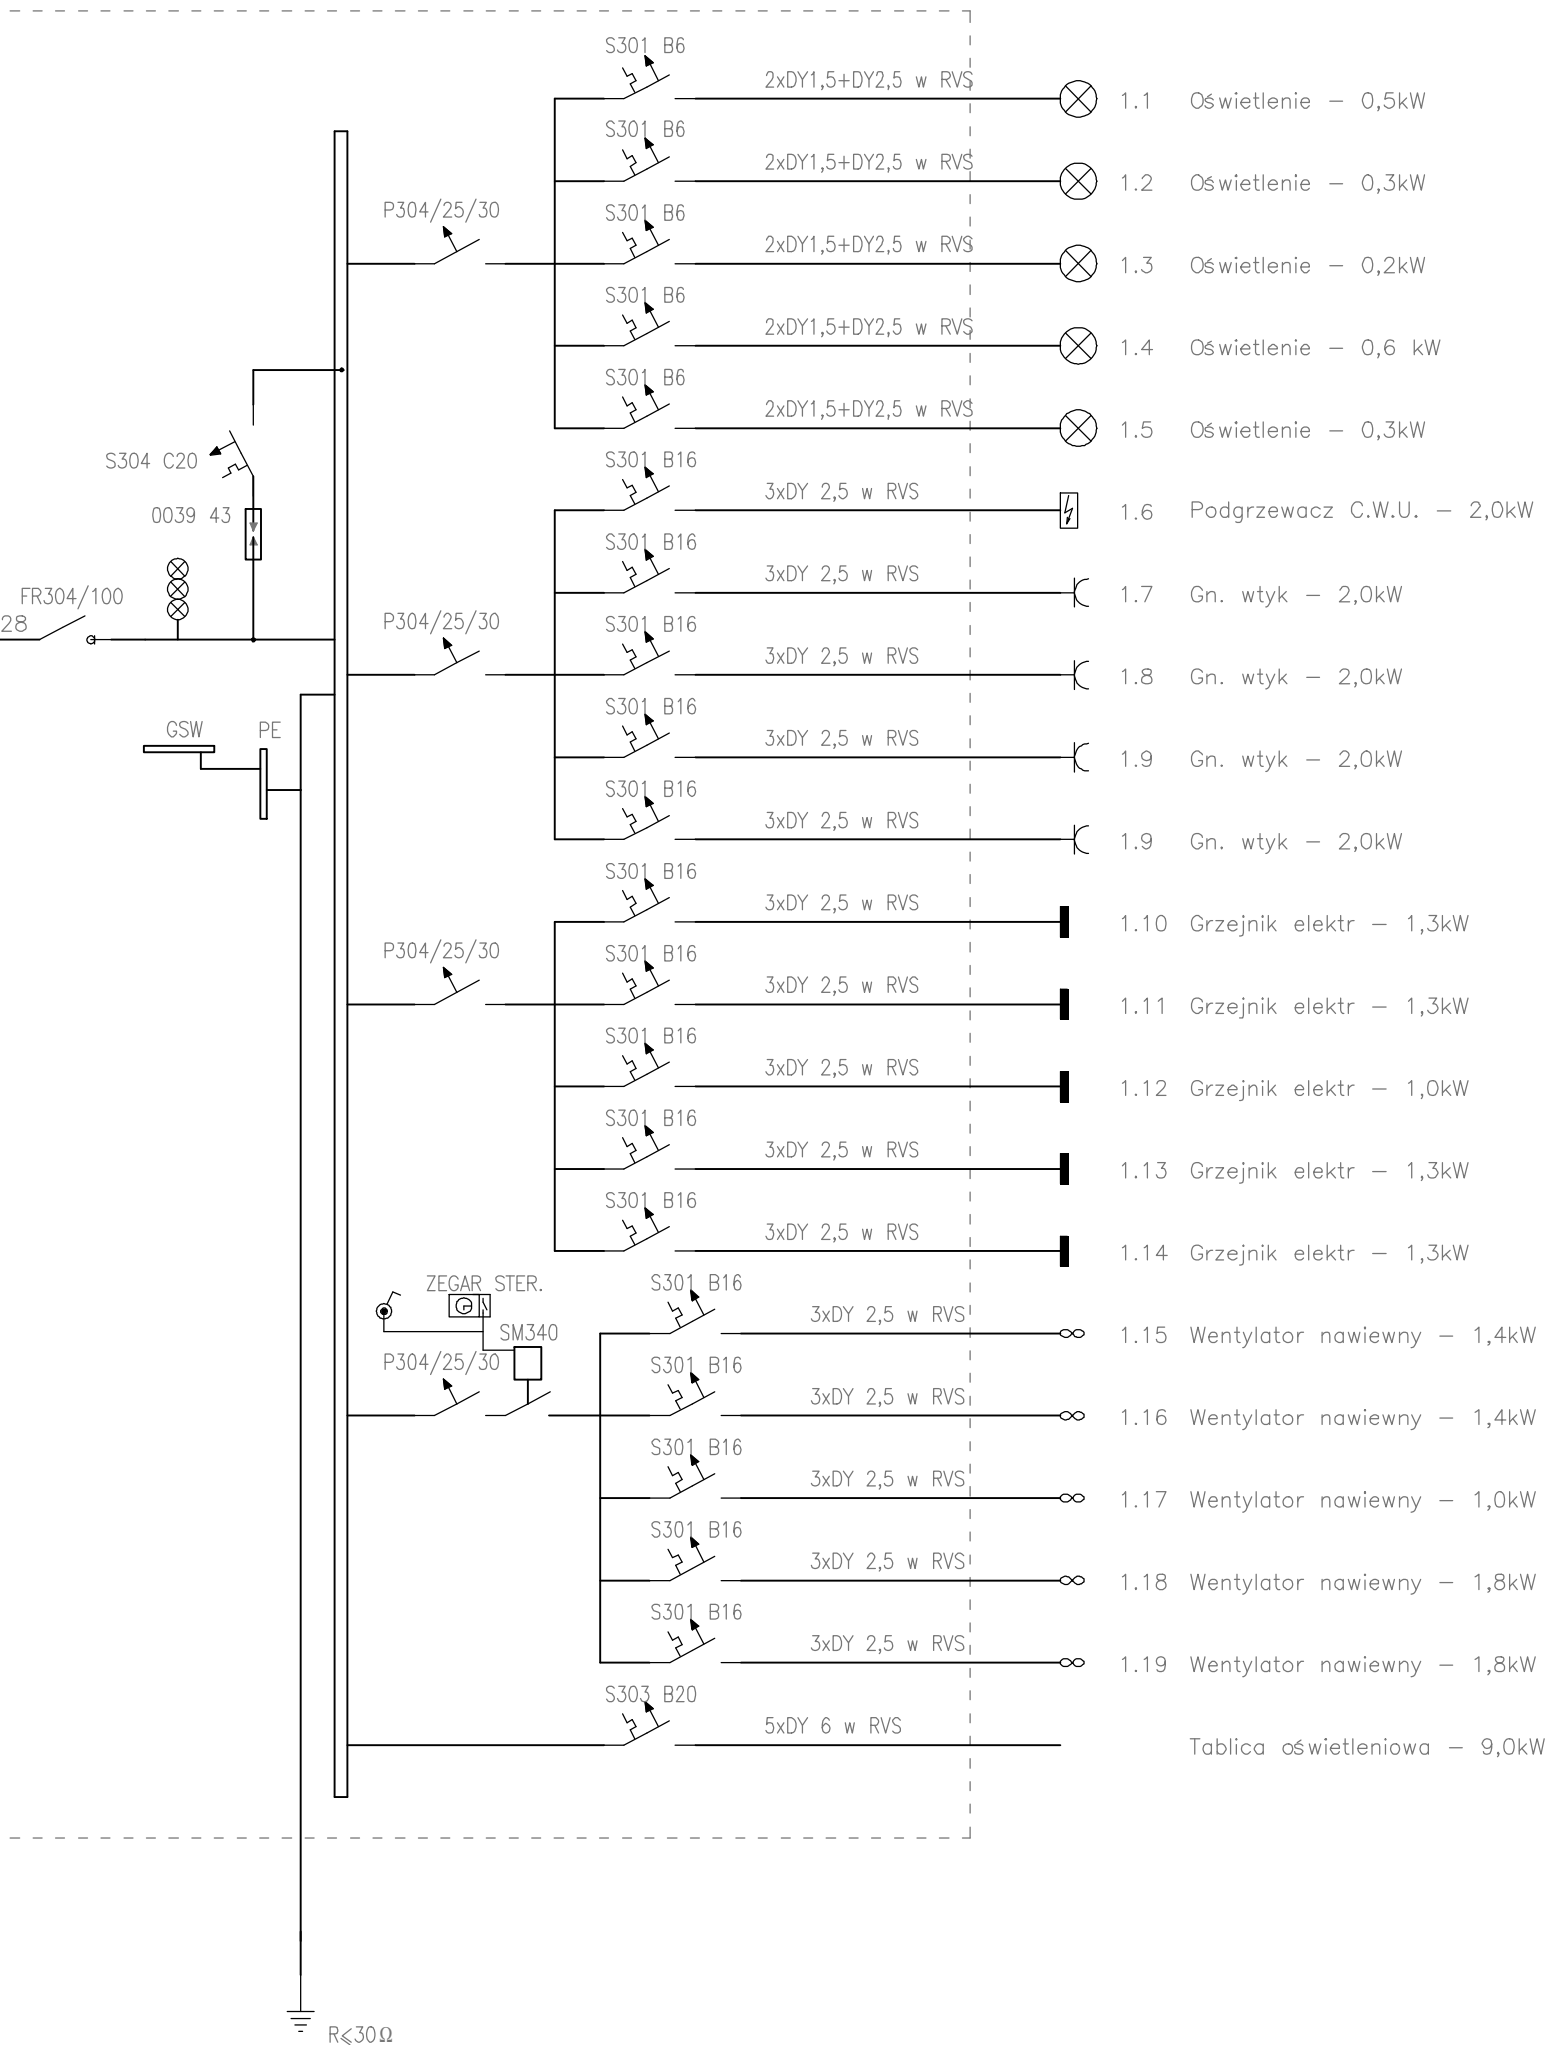 S301 B6
2xDY1,5+DY2,5 w RVS
1.1 Oświetlenie – 0,5kW
S301 B6
2xDY1,5+DY2,5 w RVS
1.2 Oświetlenie – 0,3kW
P304/25/30
S301 B6
2xDY1,5+DY2,5 w RVS
1.3 Oświetlenie – 0,2kW
S301 B6
2xDY1,5+DY2,5 w RVS
1.4 Oświetlenie – 0,6 kW
S301 B6
2xDY1,5+DY2,5 w RVS
1.5 Oświetlenie – 0,3kW
S304 C20
S301 B16
3xDY 2,5 w RVS
1.6 Podgrzewacz C.W.U. – 2,0kW
0039 43
S301 B16
3xDY 2,5 w RVS
1.7 Gn. wtyk – 2,0kW
FR304/100
28
P304/25/30
S301 B16
3xDY 2,5 w RVS
1.8 Gn. wtyk – 2,0kW
GSW
PE
S301 B16
3xDY 2,5 w RVS
1.9 Gn. wtyk – 2,0kW
S301 B16
3xDY 2,5 w RVS
1.9 Gn. wtyk – 2,0kW
S301 B16
3xDY 2,5 w RVS
1.10 Grzejnik elektr – 1,3kW
P304/25/30
S301 B16
3xDY 2,5 w RVS
1.11 Grzejnik elektr – 1,3kW
S301 B16
3xDY 2,5 w RVS
1.12 Grzejnik elektr – 1,0kW
S301 B16
3xDY 2,5 w RVS
1.13 Grzejnik elektr – 1,3kW
S301 B16
3xDY 2,5 w RVS
1.14 Grzejnik elektr – 1,3kW
ZEGAR STER.
SM340
S301 B16
3xDY 2,5 w RVS
1.15 Wentylator nawiewny – 1,4kW
P304/25/30
S301 B16
3xDY 2,5 w RVS
1.16 Wentylator nawiewny – 1,4kW
S301 B16
3xDY 2,5 w RVS
1.17 Wentylator nawiewny – 1,0kW
S301 B16
3xDY 2,5 w RVS
1.18 Wentylator nawiewny – 1,8kW
S301 B16
3xDY 2,5 w RVS
1.19 Wentylator nawiewny – 1,8kW
S303 B20
5xDY 6 w RVS
Tablica oświetleniowa – 9,0kW
R⩽30Ω